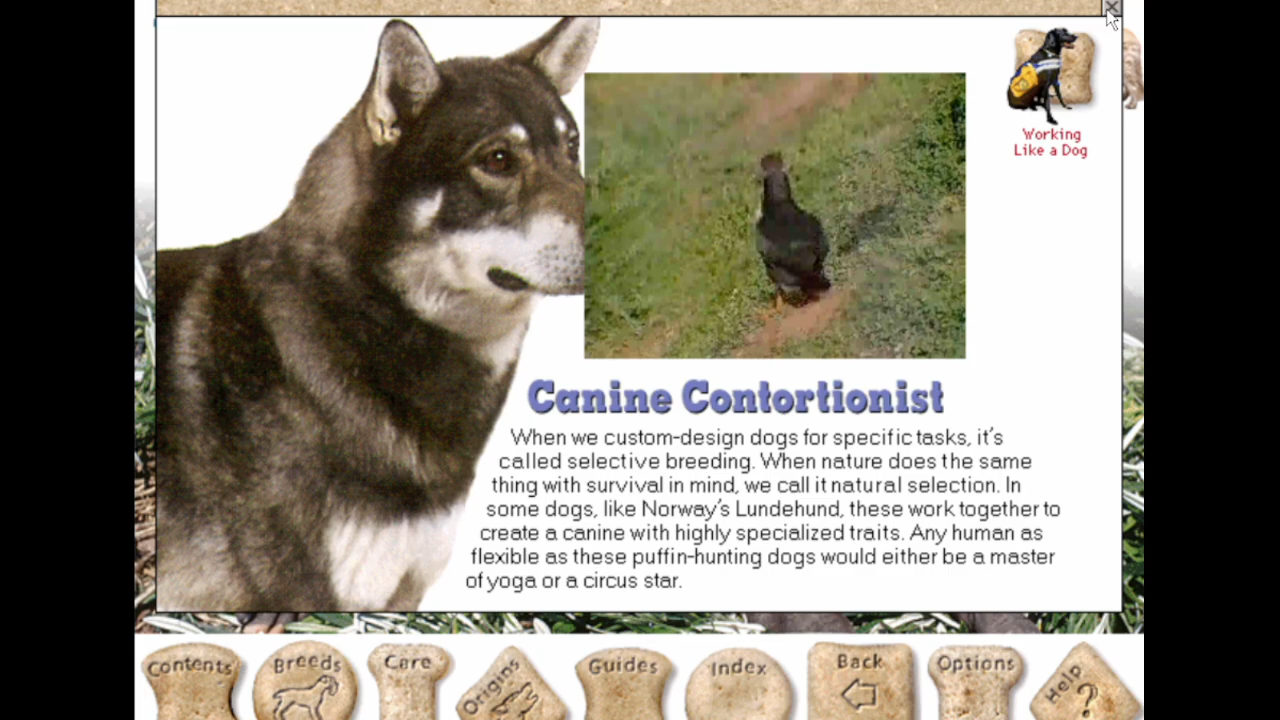 Working
Like a Dog
Canine Contortionist
When we custom-design dogs for specific tasks, it's
called selective breeding. When nature does the same
thing with survival in mind, we call it natural selection. In
some dogs, like Norway's Lundehund, these work together to
create a canine with highly specialized traits. Any human as
flexible as these puffin-hunting dogs would either be a master
of yoga or a circus star.
Contents Breeds Care Origins Guides Index Back Options Help ?